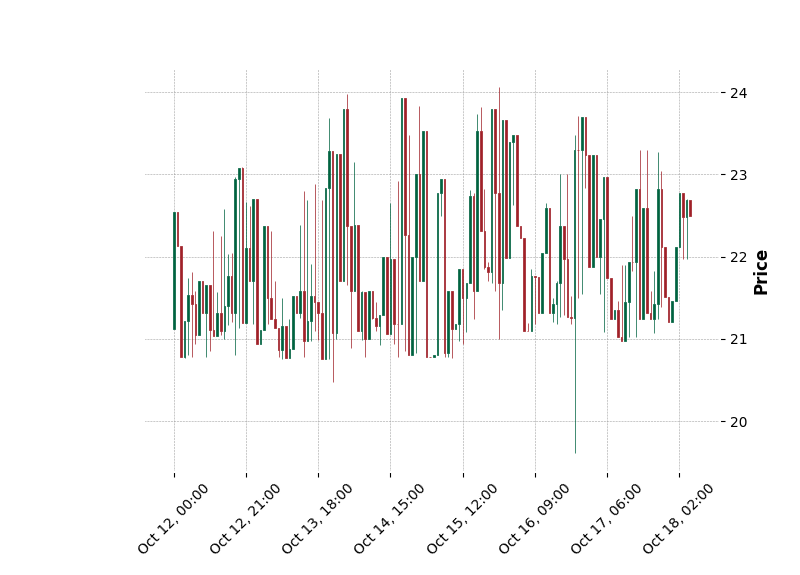 24
23
22
21
20
Price
Oct 12, 00:00
Oct 12, 21:00
Oct 13, 18:00
Oct 14, 15:00
Oct 15, 12:00
Oct 16, 09:00
Oct 17, 06:00
Oct 18, 02:00